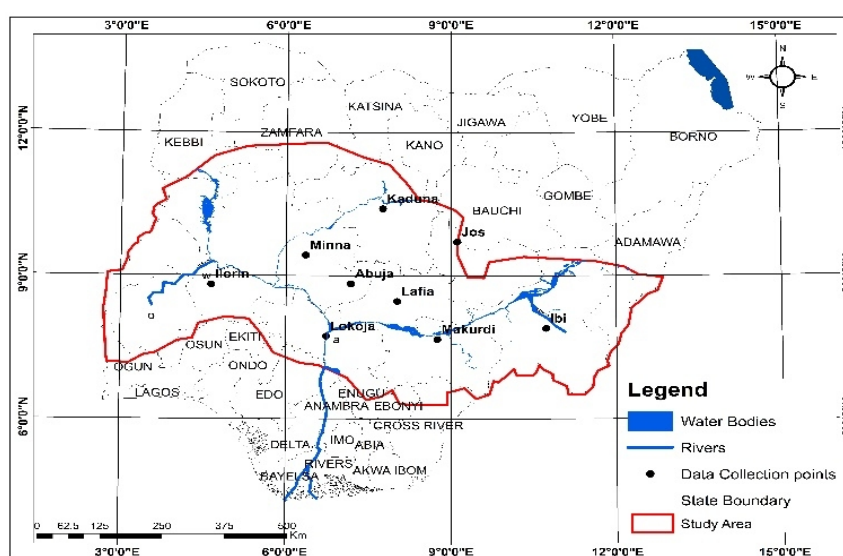 3°0'0"E 6°0'0"E 9°0'0"E 12°0'0"E 15°0'0"E
N
W E
S
SOKOTO
KATSINA
JIGAWA
YOBE
12°0'0"N
ZAMFARA
BORNO
KEBBI
KANO
Kaduna
GOMBE
BAUCHI
Jos
Minna
ADAMAWA
9°0'0"N
Ilorin
Abuja
Lafia
Lokoja
Makurdi
Ibi
OSUN
EKITI
OGUN
ONDO
LAGOS
EDO
ENUGU
ANAMBRA EBONYI
6°0'0"N
CROSS RIVER
DELTA
IMO
ABIA
RIVERS
BAYELSA
AKWA IBOM
Legend
Water Bodies
Rivers
Data Collection points
State Boundary
Study Area
0 62.5 125 250 375 500
Km
3°0'0"E 6°0'0"E 9°0'0"E 12°0'0"E 15°0'0"E